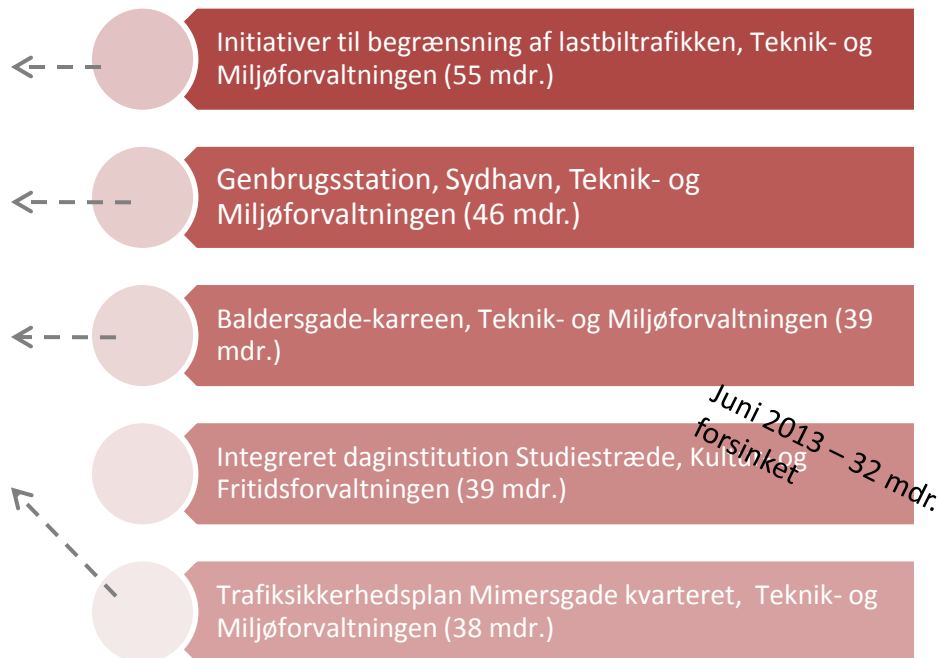 Initiativer til begrænsning af lastbiltrafikken, Teknik- og
Miljøforvaltningen (55 mdr.)
Genbrugsstation, Sydhavn, Teknik- og
Miljøforvaltningen (46 mdr.)
Baldersgade-karreen, Teknik- og Miljøforvaltningen (39
mdr.)
Juni 2013 – 32 mdr.
forsinket
Integreret daginstitution Studiestræde, Kultur- og
Fritidsforvaltningen (39 mdr.)
Trafiksikkerhedsplan Mimersgade kvarteret, Teknik- og
Miljøforvaltningen (38 mdr.)